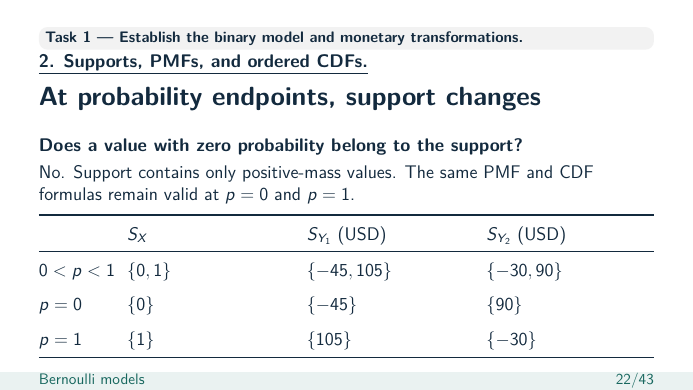 Task 1 — Establish the binary model and monetary transformations.
2. Supports, PMFs, and ordered CDFs.
At probability endpoints, support changes
Does a value with zero probability belong to the support?
No. Support contains only positive-mass values. The same PMF and CDF
formulas remain valid at p = 0 and p = 1.
S_X S_{Y_1} (USD) S_{Y_2} (USD)
0 < p < 1 {0, 1} {−45, 105} {−30, 90}
p = 0 {0} {−45} {90}
p = 1 {1} {105} {−30}
Bernoulli models 22/43